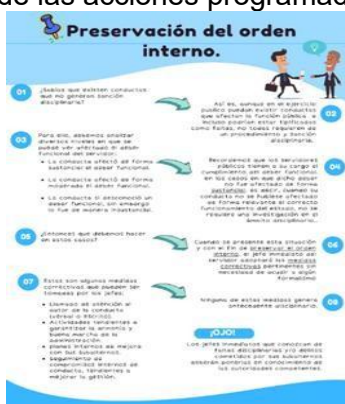 de las acciones programad
Preservación del orden
interno.
01
¿Sabías que existen conductas
que no generan sanción
disciplinaria?
Así es, aunque en el ejercicio
público puedan existir conductas
que afecten la función pública e
incluso podrían estar tipificadas
como faltas, no todas requieren de
un procedimiento y sanción
disciplinaria.
02
03
Para ello, debemos analizar
diversos niveles en que se
puede ver afectado el deber
funcional del servidor:
• La conducta afectó de forma
sustancial el deber funcional.
• La conducta afectó de forma
moderada el deber funcional.
• La conducta desconoció un
deber funcional, sin embargo
lo fue de manera insustancial.
Recordemos que los servidores
públicos tienen a su cargo el
cumplimiento del deber funcional.
En los casos en que dicho deber
no fue afectado de forma
sustancial, es decir, cuando su
conducta no se hubiese afectado
de forma relevante el correcto
funcionamiento del estado, no se
requiere una investigación en el
ámbito disciplinario.
04
05
¿Entonces qué debemos hacer
en estos casos?
Cuando se presente esta situación
y con el fin de preservar el orden
interno, el jefe inmediato del
servidor adoptará las medidas
correctivas pertinentes sin
necesidad de acudir a algún
formalismo.
06
07
Estas son algunas medidas
correctivas que pueden ser
tomadas por los jefes:
• Llamado de atención al
autor de la conducta
(verbal o escrito).
• Actividades tendientes a
garantizar la armonía y
buena marcha de la
administración.
• Planes internos de mejora
con sus subalternos.
• Seguimiento de
compromisos internos de
conducta, tendientes a
mejorar la gestión.
Ninguna de estas medidas genera
antecedente disciplinario.
08
¡OJO!
Los jefes inmediatos que conozcan de
faltas disciplinarias y/o delitos
cometidos por sus subalternos
deberán ponerlas en conocimiento de
las autoridades competentes.